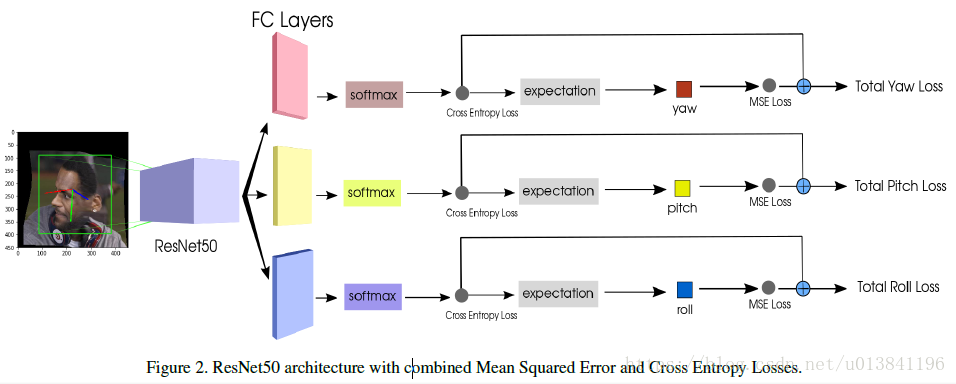 FC Layers
softmax
Cross Entropy Loss
expectation
yaw
MSE Loss
Total Yaw Loss
0
50
100
150
200
250
300
350
400
450
0 100 200 300 400
ResNet50
softmax
Cross Entropy Loss
expectation
pitch
MSE Loss
Total Pitch Loss
softmax
Cross Entropy Loss
expectation
roll
MSE Loss
Total Roll Loss
Figure 2. ResNet50 architecture with combined Mean Squared Error and Cross Entropy Losses.
https://blog.csdn.net/u013841196